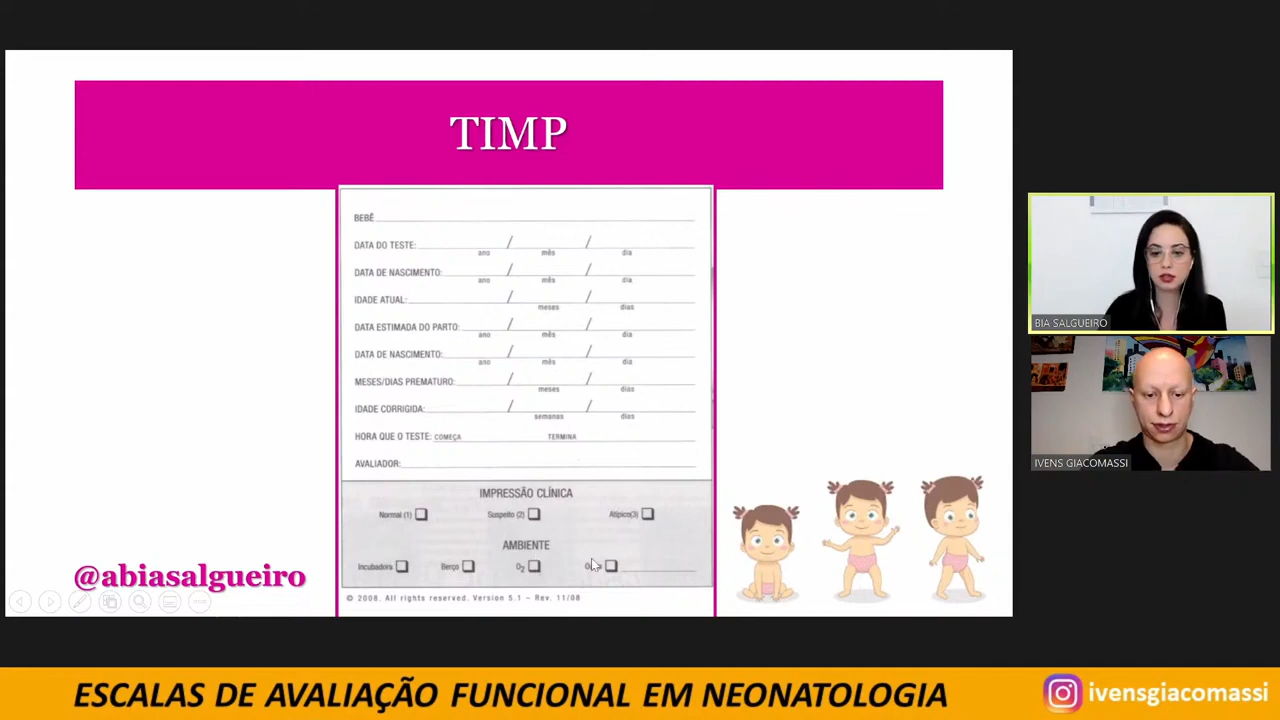 TIMP
BEBÊ
DATA DO TESTE: / /
ano mês dia
DATA DE NASCIMENTO: / /
ano mês dia
IDADE ATUAL: / /
meses dias
DATA ESTIMADA DO PARTO: / /
ano mês dia
DATA DE NASCIMENTO: / /
ano mês dia
MESES/DIAS PREMATURO: / /
meses dias
IDADE CORRIGIDA: / /
semanas dias
HORA QUE O TESTE: COMEÇA TERMINA
AVALIADOR:
IMPRESSÃO CLÍNICA
Normal (1) Suspeito (2) Atípico(3)
AMBIENTE
Incubadora Berço O2
© 2008. All rights reserved. Version 5.1 – Rev. 11/08
@abiasalgueiro
BIA SALGUEIRO
IVENS GIACOMASSI
ESCALAS DE AVALIAÇÃO FUNCIONAL EM NEONATOLOGIA
ivensgiacomassi